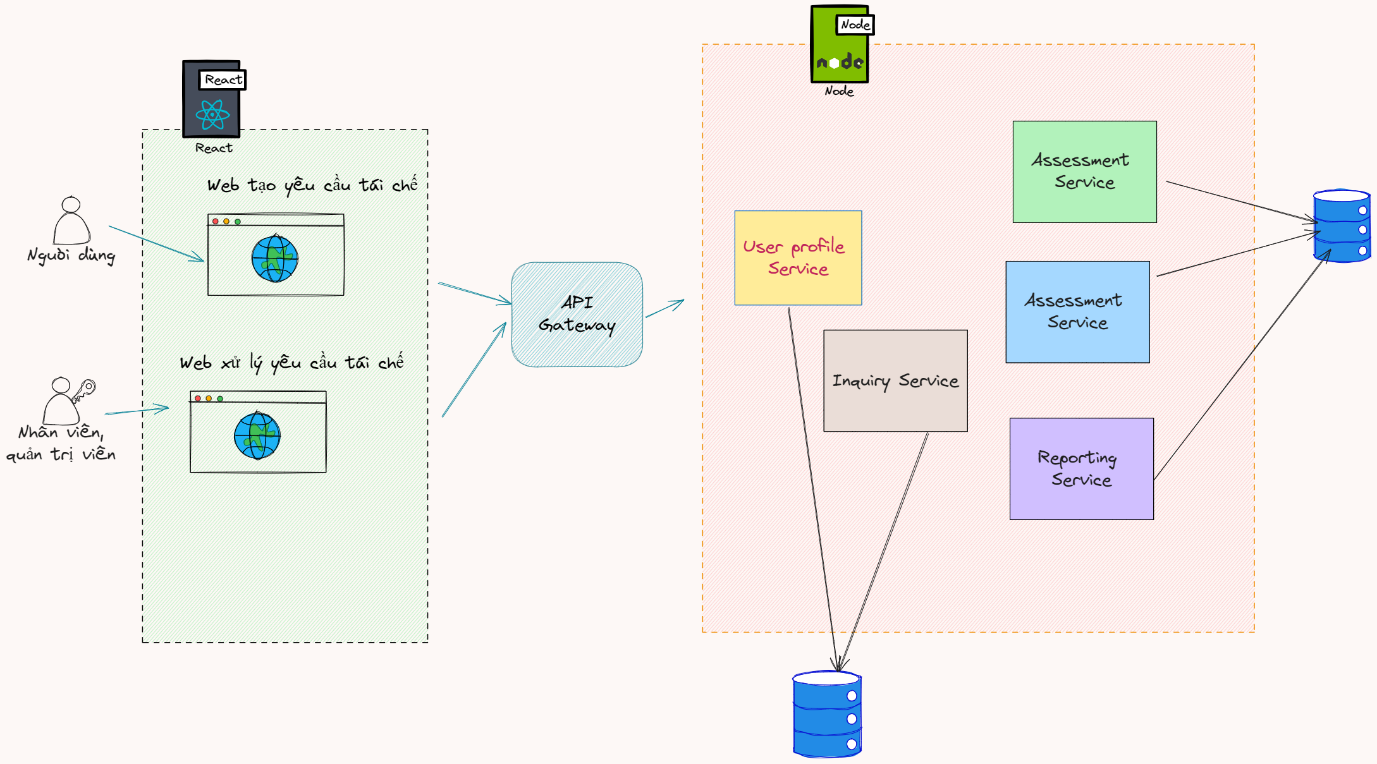 React
React
Web tạo yêu cầu tái chế
Người dùng
Web xử lý yêu cầu tái chế
Nhân viên,
quản trị viên
API
Gateway
Node
node
Node
User profile
Service
Inquiry Service
Assessment
Service
Assessment
Service
Reporting
Service